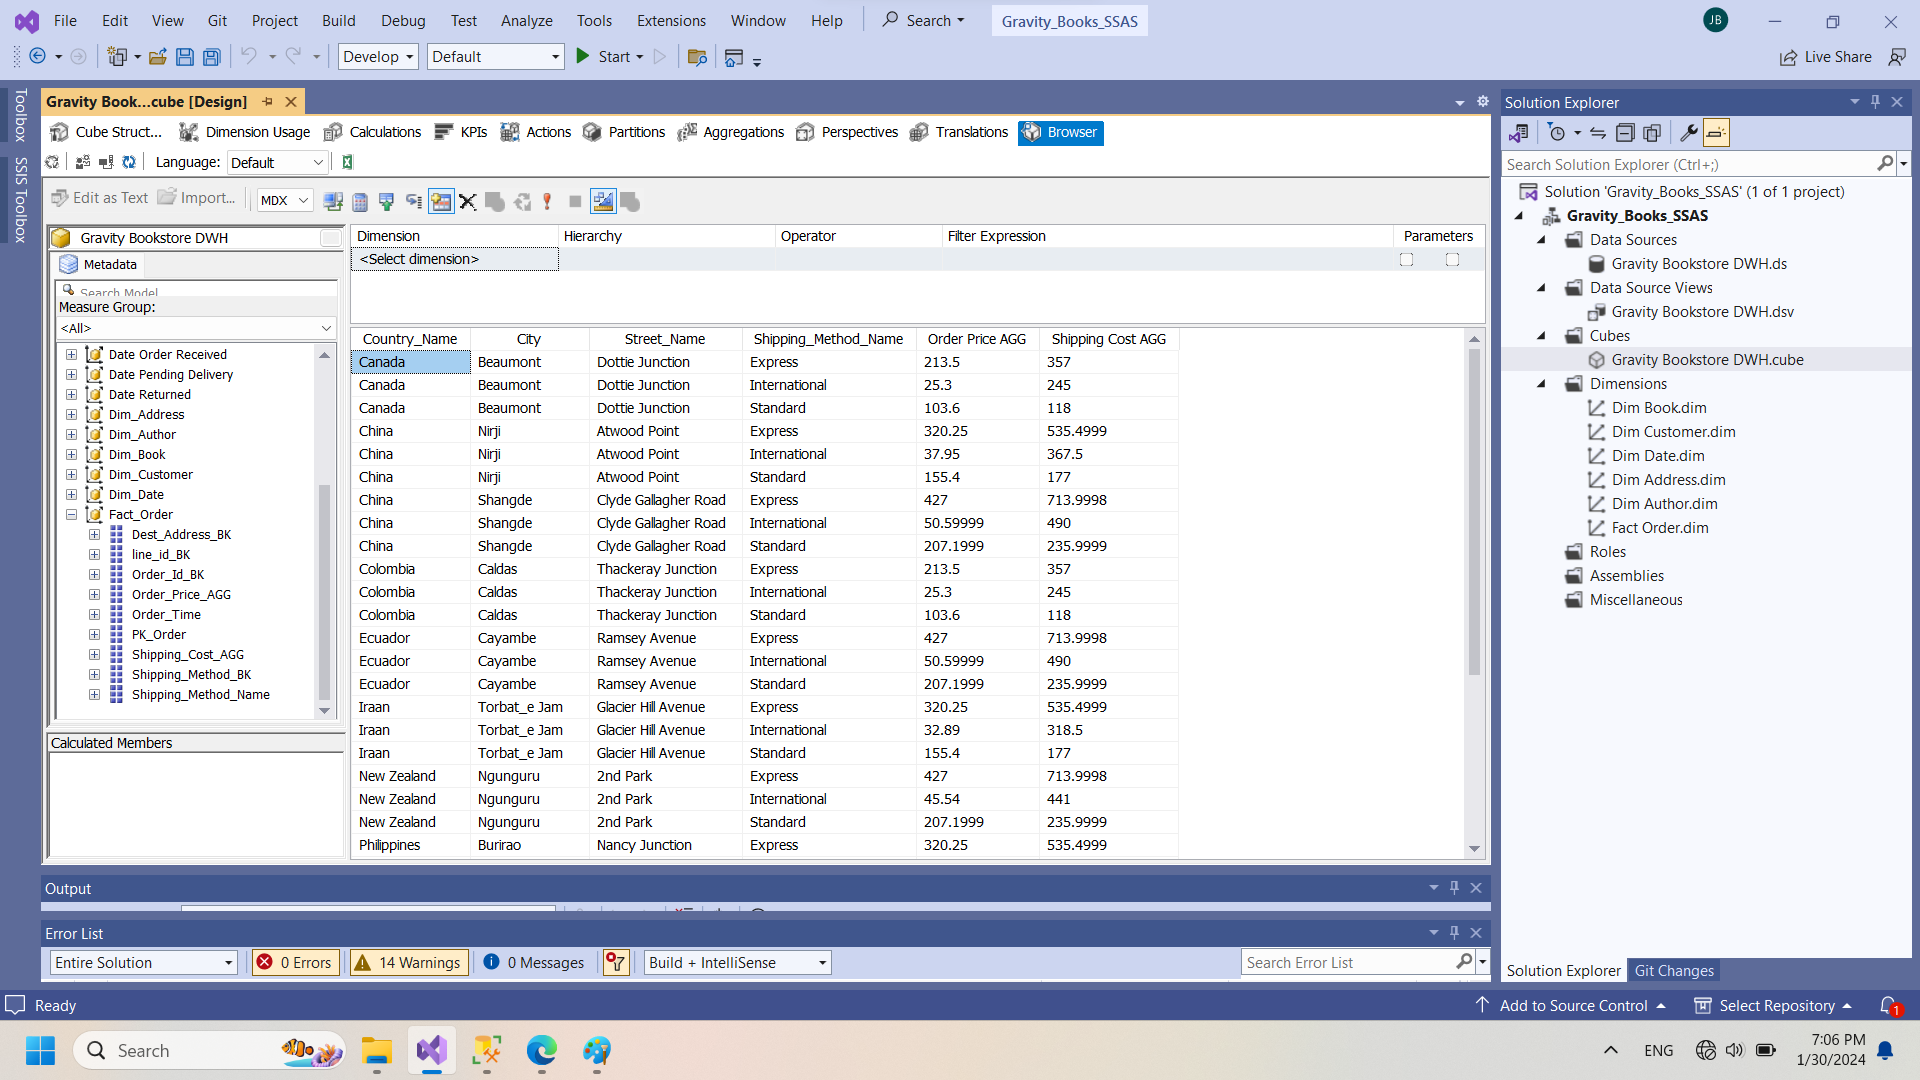 File Edit View Git Project Build Debug Test Analyze Tools Extensions Window Help Search Gravity_Books_SSAS JB
Develop Default Start Live Share
Toolbox
SSIS Toolbox
Gravity Book...cube [Design]
Cube Struct... Dimension Usage Calculations KPIs Actions Partitions Aggregations Perspectives Translations Browser
Language: Default
Edit as Text Import... MDX
Gravity Bookstore DWH
Metadata
Search Model
Measure Group:
<All>
Date Order Received
Date Pending Delivery
Date Returned
Dim_Address
Dim_Author
Dim_Book
Dim_Customer
Dim_Date
Fact_Order
Dest_Address_BK
line_id_BK
Order_Id_BK
Order_Price_AGG
Order_Time
PK_Order
Shipping_Cost_AGG
Shipping_Method_BK
Shipping_Method_Name
Calculated Members
Dimension Hierarchy Operator Filter Expression Parameters
<Select dimension>
Country_Name City Street_Name Shipping_Method_Name Order Price AGG Shipping Cost AGG
Canada Beaumont Dottie Junction Express 213.5 357
Canada Beaumont Dottie Junction International 25.3 245
Canada Beaumont Dottie Junction Standard 103.6 118
China Nirji Atwood Point Express 320.25 535.4999
China Nirji Atwood Point International 37.95 367.5
China Nirji Atwood Point Standard 155.4 177
China Shangde Clyde Gallagher Road Express 427 713.9998
China Shangde Clyde Gallagher Road International 50.59999 490
China Shangde Clyde Gallagher Road Standard 207.1999 235.9999
Colombia Caldas Thackeray Junction Express 213.5 357
Colombia Caldas Thackeray Junction International 25.3 245
Colombia Caldas Thackeray Junction Standard 103.6 118
Ecuador Cayambe Ramsey Avenue Express 427 713.9998
Ecuador Cayambe Ramsey Avenue International 50.59999 490
Ecuador Cayambe Ramsey Avenue Standard 207.1999 235.9999
Iraan Torbat_e Jam Glacier Hill Avenue Express 320.25 535.4999
Iraan Torbat_e Jam Glacier Hill Avenue International 32.89 318.5
Iraan Torbat_e Jam Glacier Hill Avenue Standard 155.4 177
New Zealand Ngunguru 2nd Park Express 427 713.9998
New Zealand Ngunguru 2nd Park International 45.54 441
New Zealand Ngunguru 2nd Park Standard 207.1999 235.9999
Philippines Burirao Nancy Junction Express 320.25 535.4999
Output
Error List
Entire Solution 0 Errors 14 Warnings 0 Messages Build + IntelliSense Search Error List
Solution Explorer
Search Solution Explorer (Ctrl+;)
Solution 'Gravity_Books_SSAS' (1 of 1 project)
Gravity_Books_SSAS
Data Sources
Gravity Bookstore DWH.ds
Data Source Views
Gravity Bookstore DWH.dsv
Cubes
Gravity Bookstore DWH.cube
Dimensions
Dim Book.dim
Dim Customer.dim
Dim Date.dim
Dim Address.dim
Dim Author.dim
Fact Order.dim
Roles
Assemblies
Miscellaneous
Solution Explorer Git Changes
Ready Add to Source Control Select Repository 1
Search ENG 7:06 PM
1/30/2024